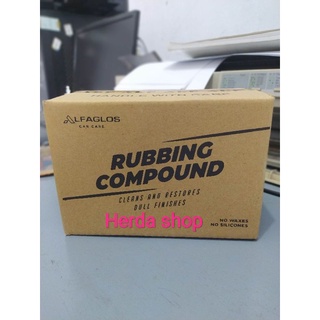 ALFAGLOS
CAR CARE
RUBBING
COMPOUND
CLEANS AND RESTORES
DULL FINISHES
Herda shop
NO WAXES
NO SILICONES